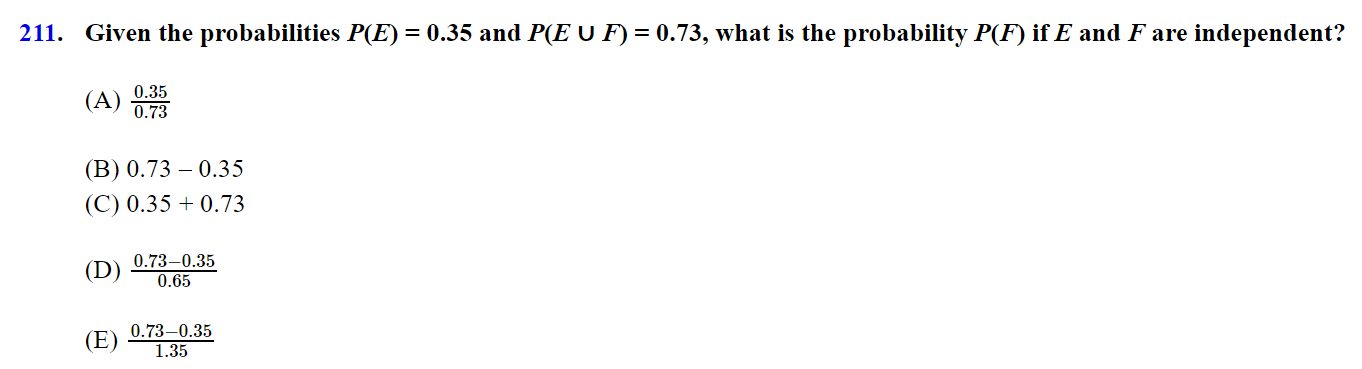 211. Given the probabilities P(E) = 0.35 and P(E ∪ F) = 0.73, what is the probability P(F) if E and F are independent?
(A) 0.35/0.73
(B) 0.73 – 0.35
(C) 0.35 + 0.73
(D) 0.73−0.35/0.65
(E) 0.73−0.35/1.35